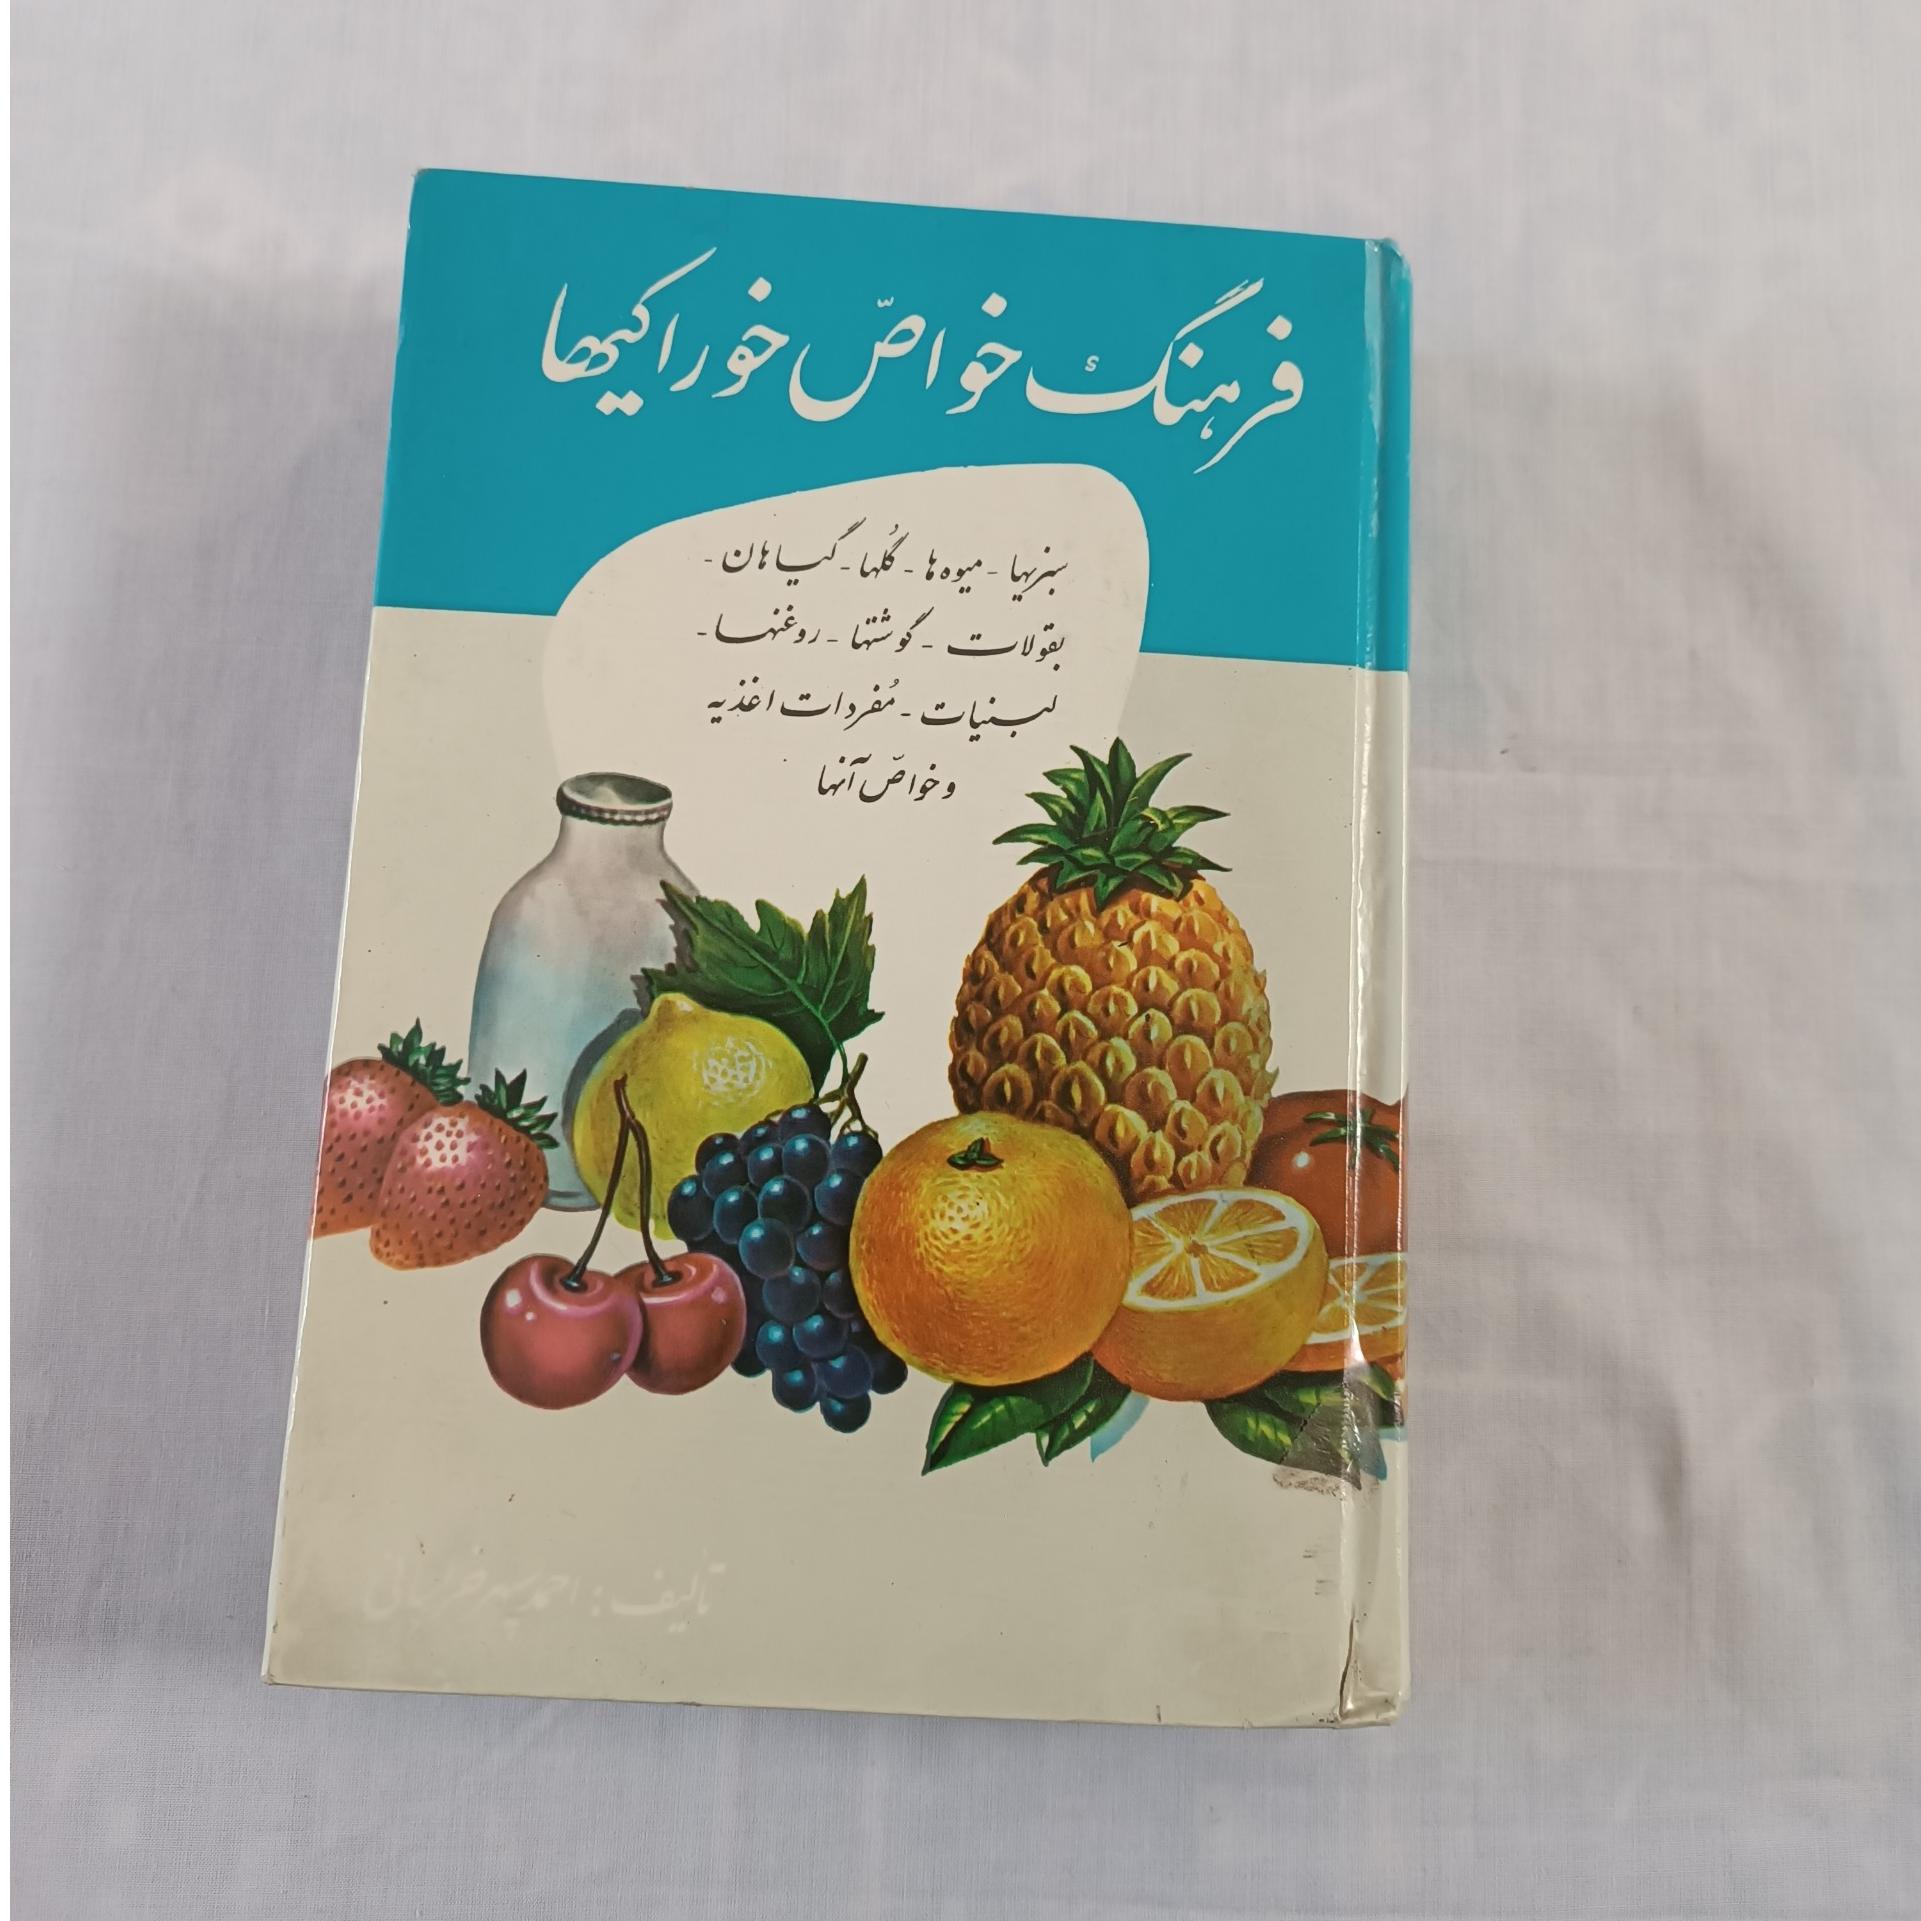 فرهنگ خواصّ خوراکیها
سبزیها - میوه ها - گُلها - گیاهان -
بقولات - گوشتها - روغنها -
لبنیات - مُفردات اغذیه
و خواصّ آنها
تألیف : احمد سپهر خراسانی